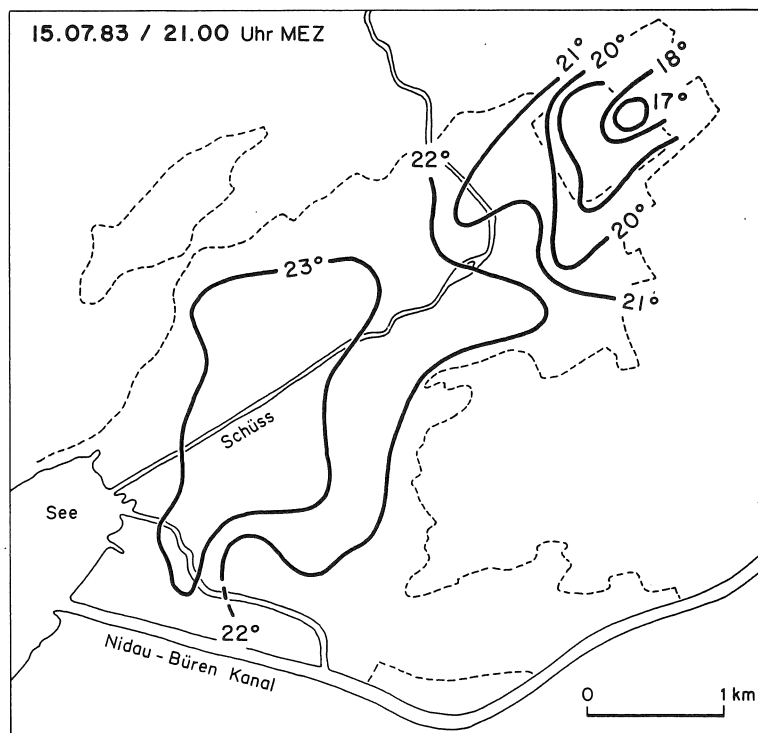 15.07.83 / 21.00 Uhr MEZ
21°
20°
18°
17°
22°
20°
23°
21°
Schüss
See
22°
Nidau - Büren Kanal
0 1 km